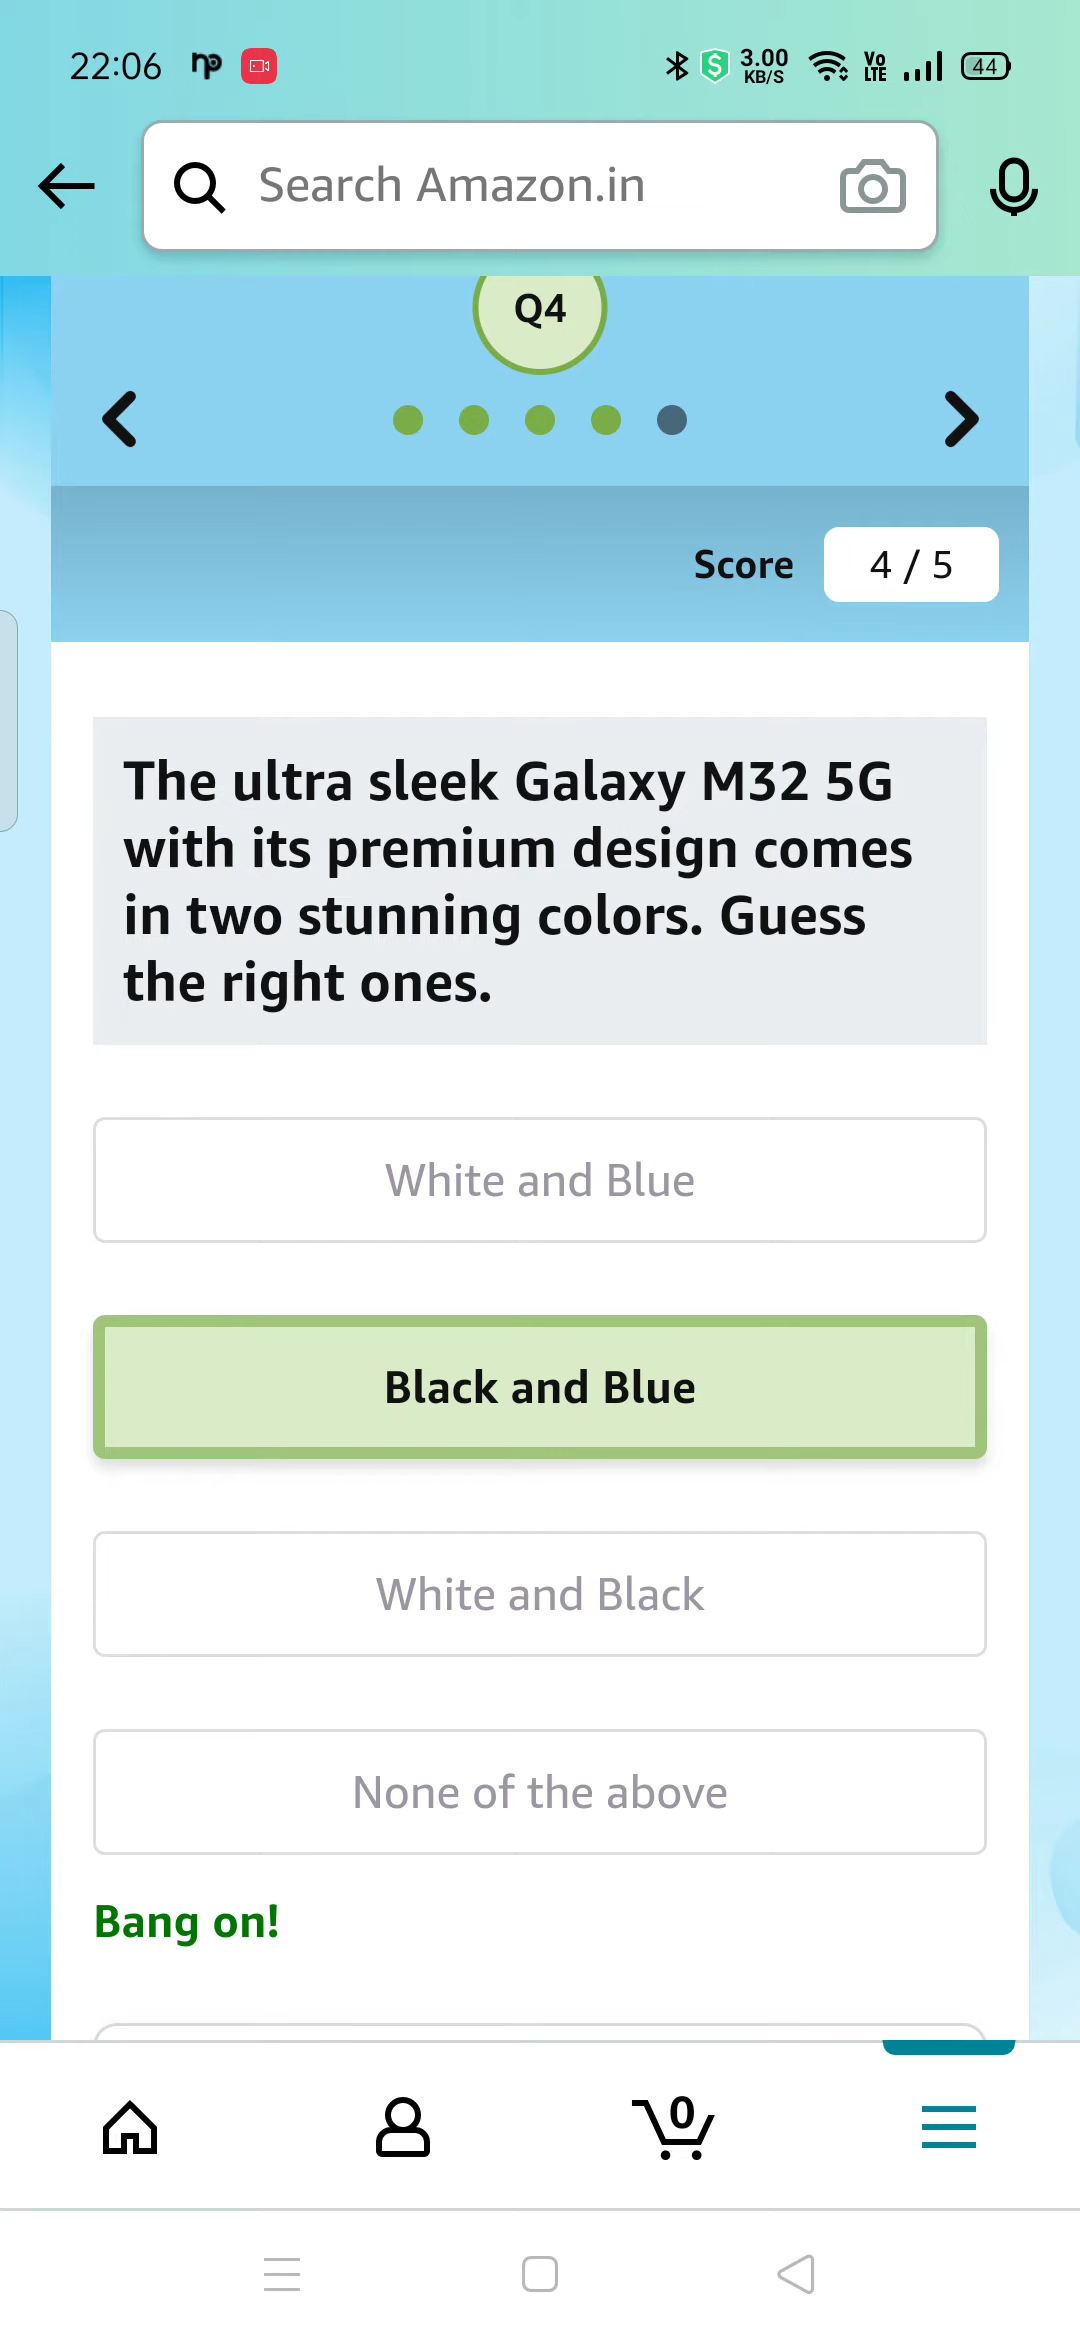 22:06
3.00
KB/S
Vo
LTE
44
Search Amazon.in
Q4
Score 4 / 5
The ultra sleek Galaxy M32 5G
with its premium design comes
in two stunning colors. Guess
the right ones.
White and Blue
Black and Blue
White and Black
None of the above
Bang on!
0